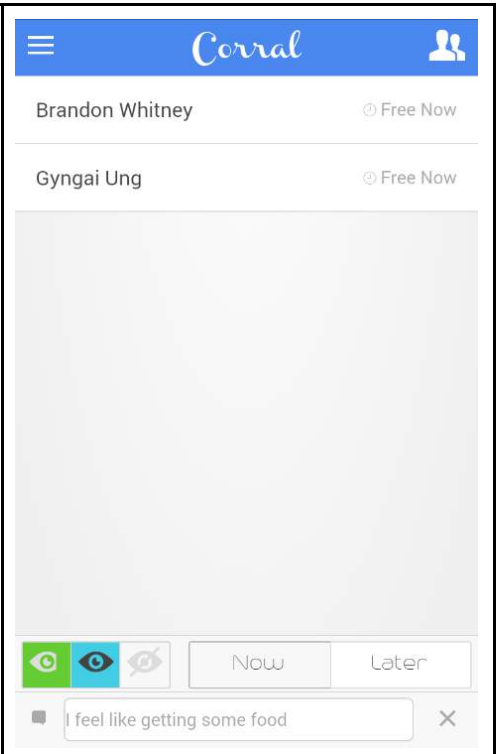 Corral
Brandon Whitney Free Now
Gyngai Ung Free Now
Now Later
I feel like getting some food